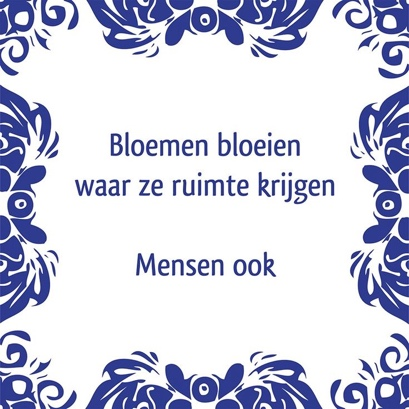 Bloemen bloeien
waar ze ruimte krijgen
Mensen ook